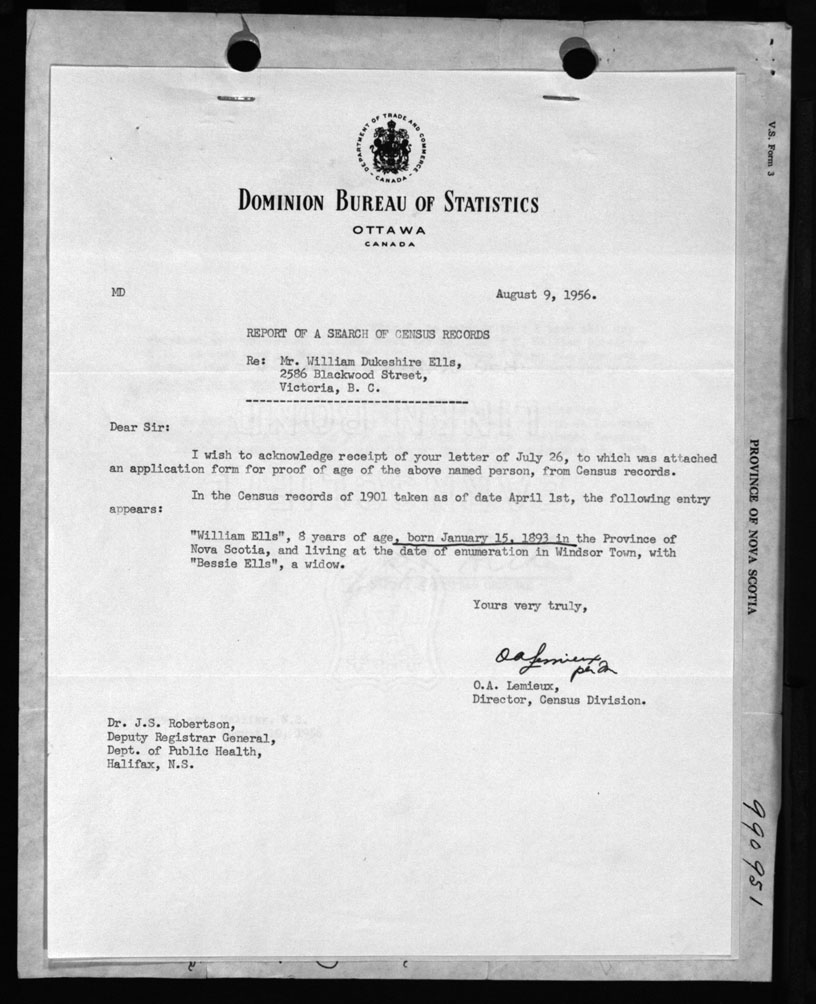 DEPARTMENT OF TRADE AND COMMERCE
- CANADA -
DOMINION BUREAU OF STATISTICS
OTTAWA
CANADA
MD
August 9, 1956.
REPORT OF A SEARCH OF CENSUS RECORDS
Re: Mr. William Dukeshire Ells,
2586 Blackwood Street,
Victoria, B. C.
Dear Sir:
I wish to acknowledge receipt of your letter of July 26, to which was attached
an application form for proof of age of the above named person, from Census records.
In the Census records of 1901 taken as of date April 1st, the following entry
appears:
"William Ells", 8 years of age, born January 15, 1893 in the Province of
Nova Scotia, and living at the date of enumeration in Windsor Town, with
"Bessie Ells", a widow.
Yours very truly,
O A Lemieux
per
O.A. Lemieux,
Director, Census Division.
Dr. J.S. Robertson,
Deputy Registrar General,
Dept. of Public Health,
Halifax, N.S.
V.S. Form 3
PROVINCE OF NOVA SCOTIA
990951